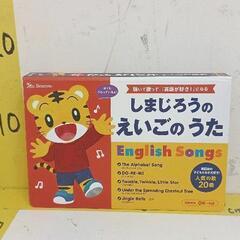 聴いて歌って、「英語が好き！」になる
しまじろうの
えいごのうた
English Songs
The Alphabet Song
DO-RE-MI
Twinkle, Twinkle, Little Star
Under the Spreading Chestnut Tree
Jingle Bells
人気の歌
20曲